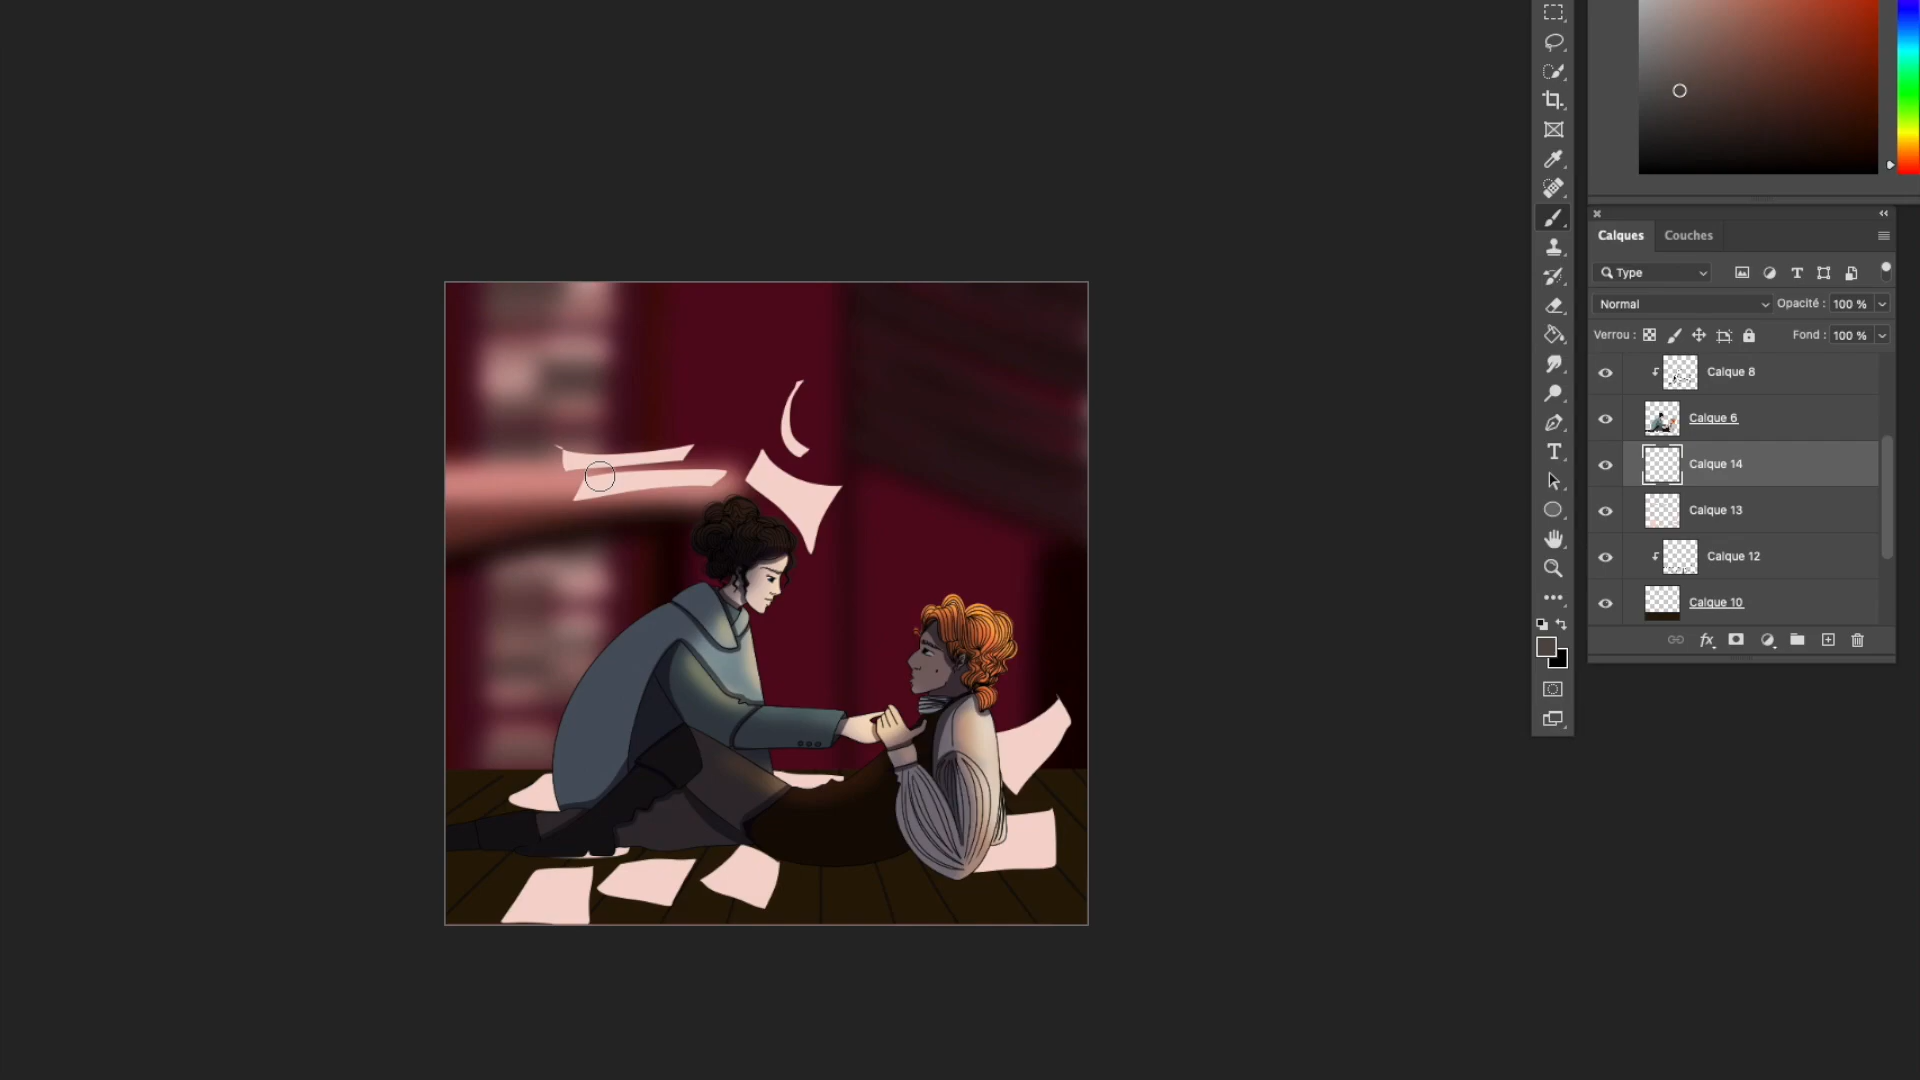 Calques Couches
Type
Normal Opacité : 100 %
Verrou : Fond : 100 %
Calque 8
Calque 6
Calque 14
Calque 13
Calque 12
Calque 10